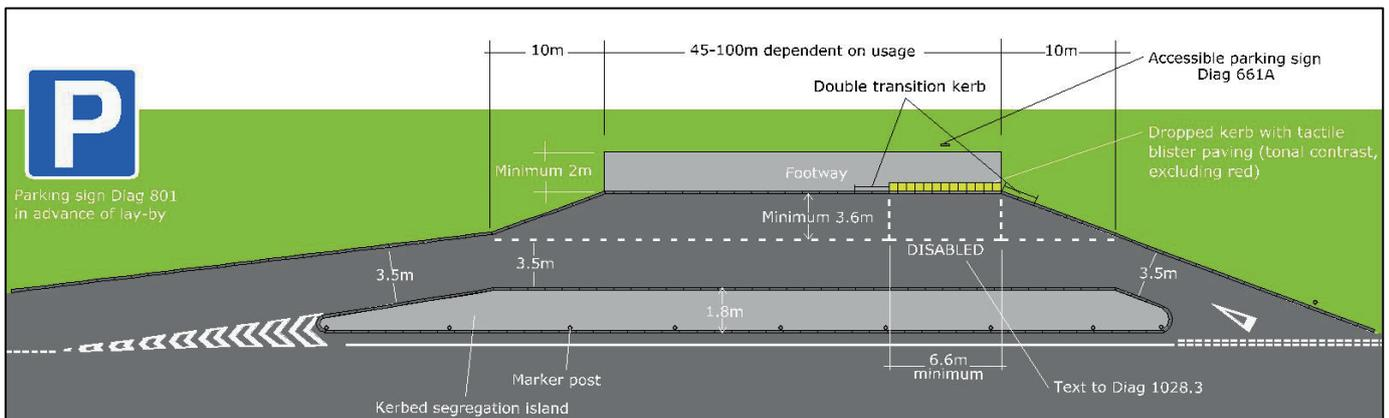 10m
45-100m dependent on usage
10m
Accessible parking sign
Diag 661A
Double transition kerb
P
Dropped kerb with tactile
blister paving (tonal contrast,
excluding red)
Minimum 2m
Footway
Parking sign Diag 801
in advance of lay-by
Minimum 3.6m
DISABLED
3.5m
3.5m
3.5m
1.8m
6.6m
minimum
Marker post
Text to Diag 1028.3
Kerbed segregation island